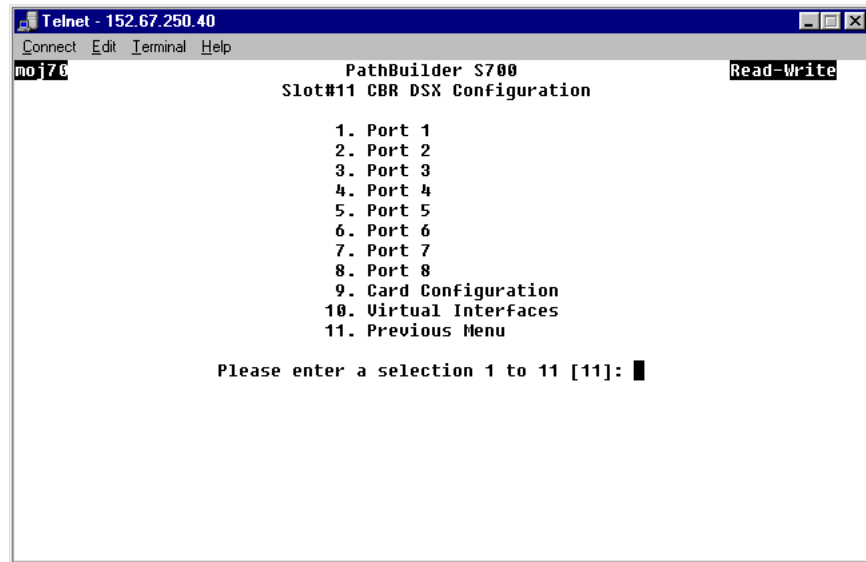 Telnet - 152.67.250.40
Connect Edit Terminal Help
moj70 PathBuilder S700 Read-Write
Slot#11 CBR DSX Configuration
1. Port 1
2. Port 2
3. Port 3
4. Port 4
5. Port 5
6. Port 6
7. Port 7
8. Port 8
9. Card Configuration
10. Virtual Interfaces
11. Previous Menu
Please enter a selection 1 to 11 [11]: